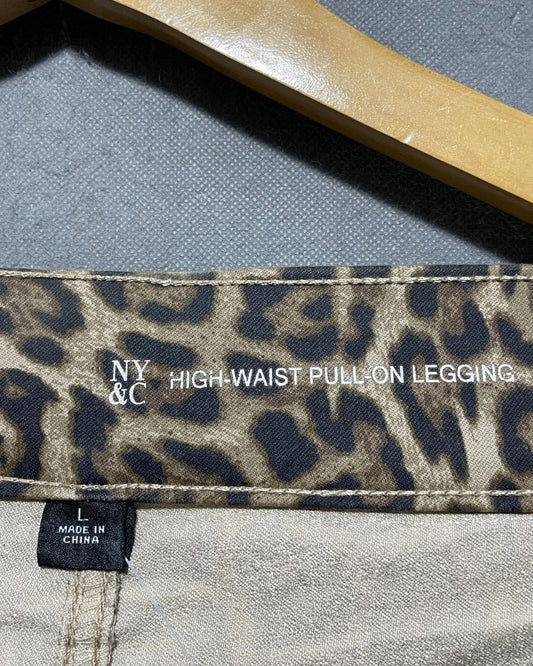 NY
&C
HIGH-WAIST PULL-ON LEGGING
L
MADE IN
CHINA